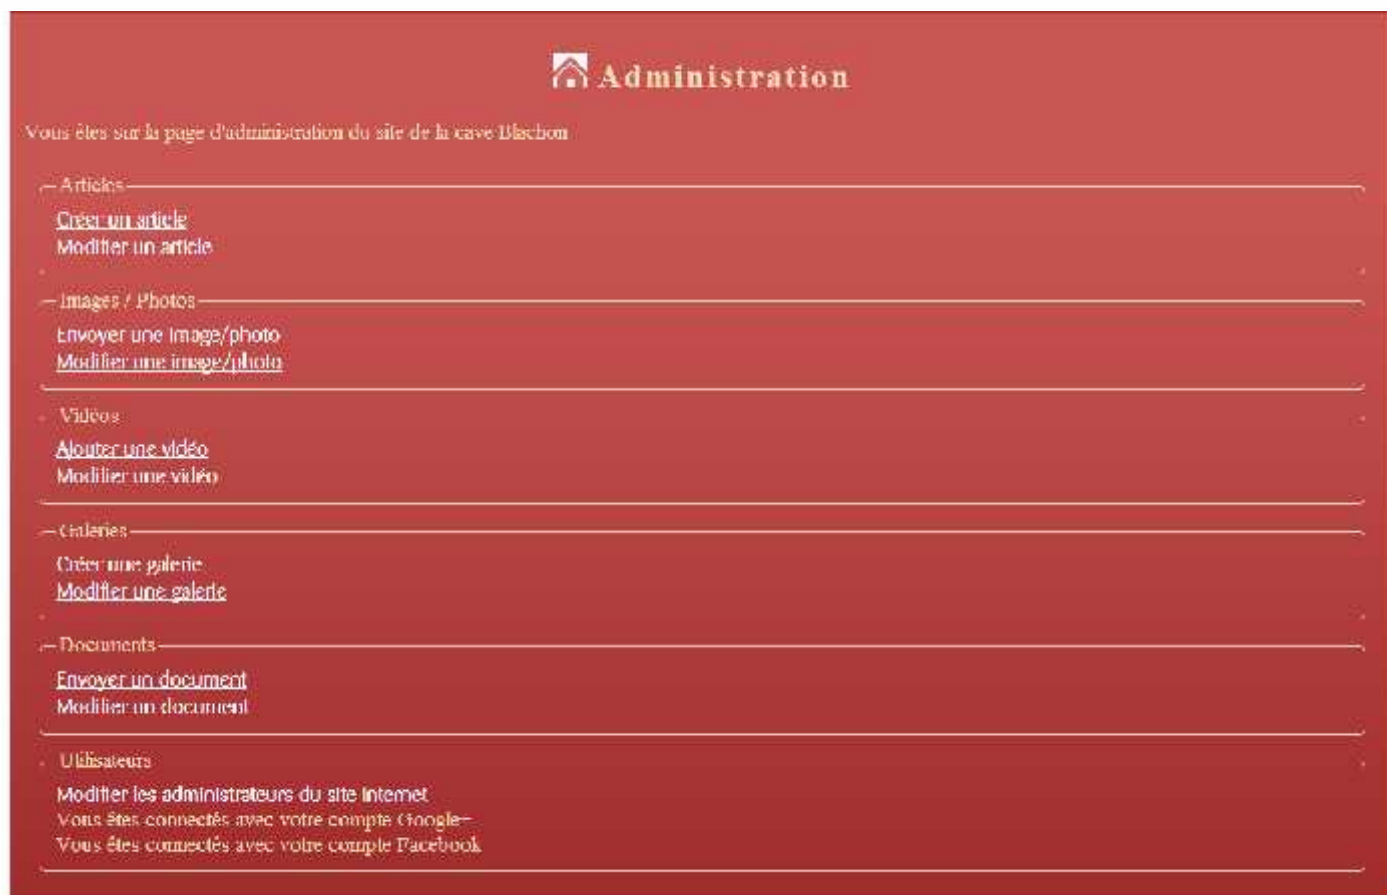 Administration
Vous êtes sur la page d'administration du site de la cave Blachon
Articles
Créer un article
Modifier un article
Images / Photos
Envoyer une image/photo
Modifier une image/photo
Vidéos
Ajouter une vidéo
Modifier une vidéo
Galeries
Créer une galerie
Modifier une galerie
Documents
Envoyer un document
Modifier un document
Utilisateurs
Modifier les administrateurs du site internet
Vous êtes connectés avec votre compte Google+
Vous êtes connectés avec votre compte Facebook